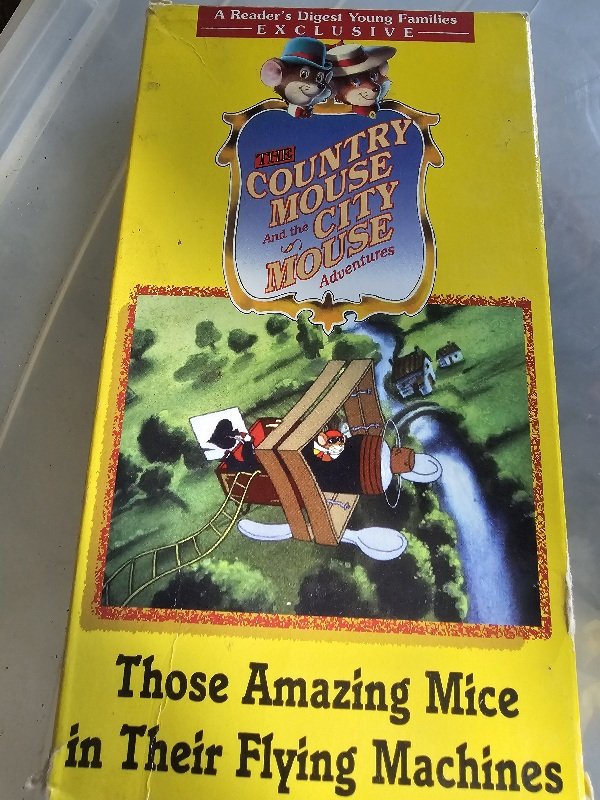 A Reader's Digest Young Families
EXCLUSIVE
THE
COUNTRY
MOUSE
And the CITY
MOUSE
Adventures
Those Amazing Mice
in Their Flying Machines